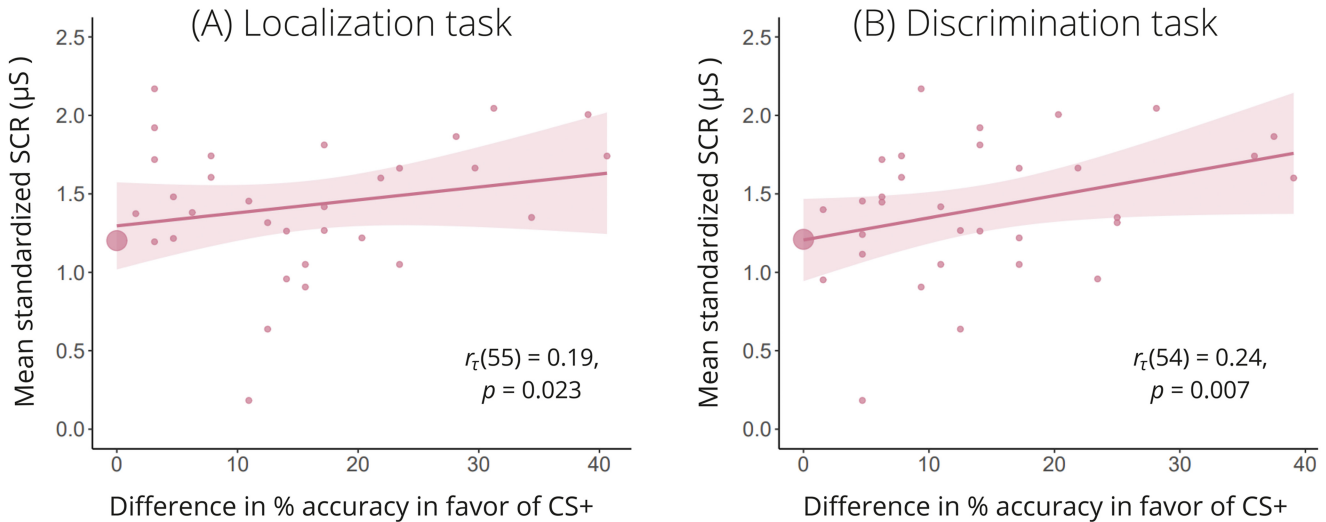 (A) Localization task
Mean standardized SCR (μS )
2.5
2.0
1.5
1.0
0.5
0.0
rτ(55) = 0.19,
p = 0.023
0 10 20 30 40
Difference in % accuracy in favor of CS+
(B) Discrimination task
Mean standardized SCR (μS )
2.5
2.0
1.5
1.0
0.5
0.0
rτ(54) = 0.24,
p = 0.007
0 10 20 30 40
Difference in % accuracy in favor of CS+